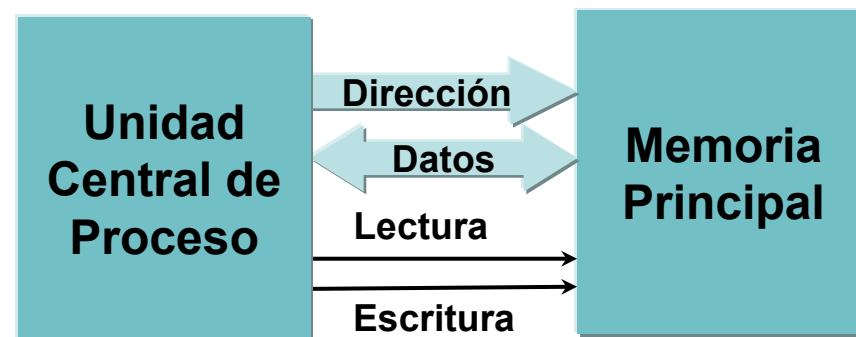 Unidad
Central de
Proceso
Dirección
Datos
Lectura
Escritura
Memoria
Principal